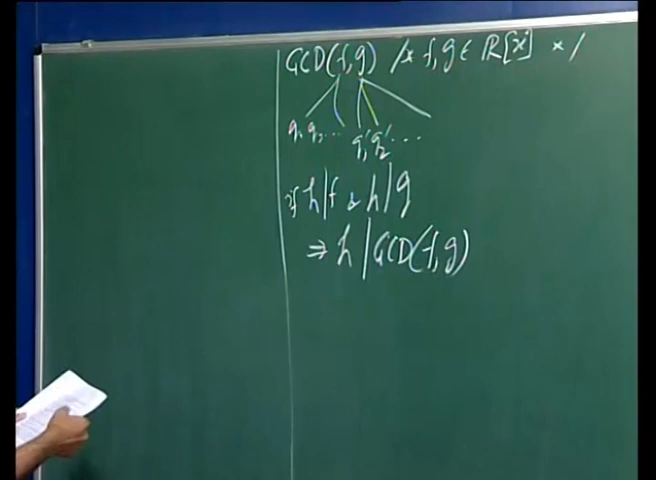 GCD(f,g) /* f,g ∈ ℝ[x] */
q₁ q₂ ... q₁' q₂' ...
if h|f & h|g
⇒ h | GCD(f,g)